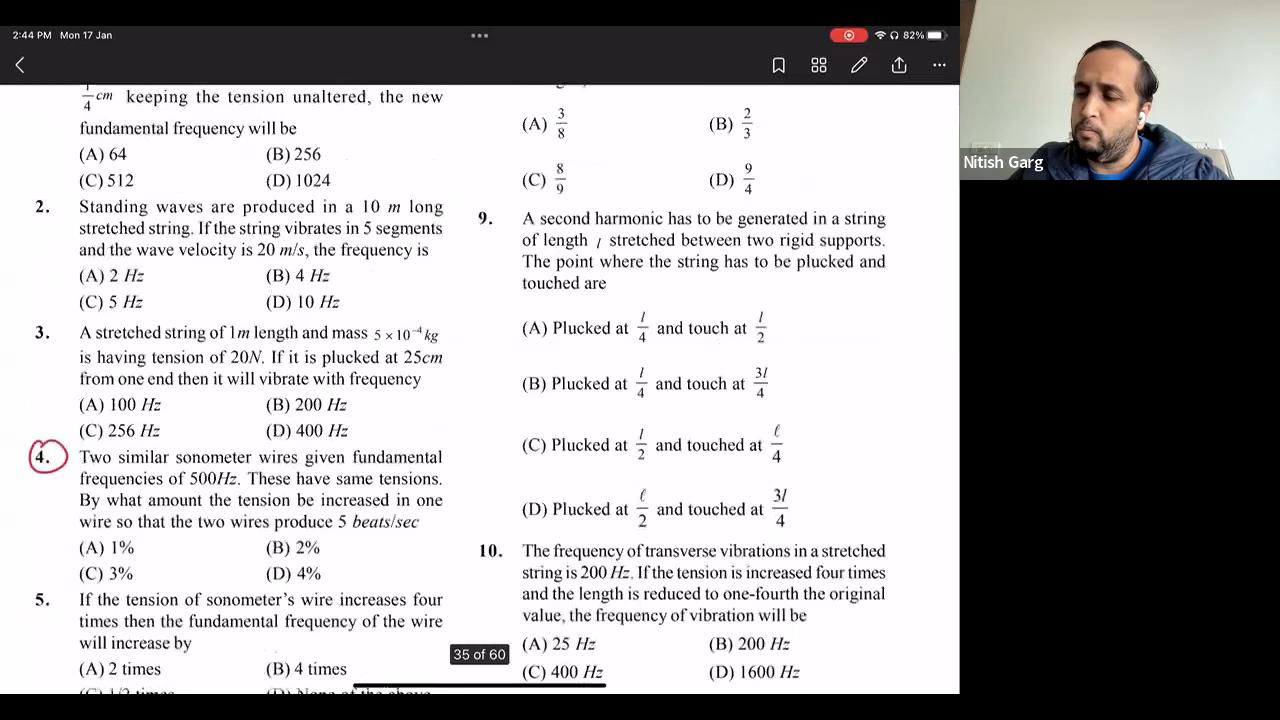 2:44 PM Mon 17 Jan
82%
1/4 cm keeping the tension unaltered, the new
fundamental frequency will be
(A) 64 (B) 256
(C) 512 (D) 1024
2. Standing waves are produced in a 10 m long
stretched string. If the string vibrates in 5 segments
and the wave velocity is 20 m/s, the frequency is
(A) 2 Hz (B) 4 Hz
(C) 5 Hz (D) 10 Hz
3. A stretched string of 1m length and mass 5 × 10⁻⁴ kg
is having tension of 20N. If it is plucked at 25cm
from one end then it will vibrate with frequency
(A) 100 Hz (B) 200 Hz
(C) 256 Hz (D) 400 Hz
4. Two similar sonometer wires given fundamental
frequencies of 500Hz. These have same tensions.
By what amount the tension be increased in one
wire so that the two wires produce 5 beats/sec
(A) 1% (B) 2%
(C) 3% (D) 4%
5. If the tension of sonometer's wire increases four
times then the fundamental frequency of the wire
will increase by
(A) 2 times (B) 4 times
(C) 1/2 times (D) None of the above
(A) 3/8 (B) 2/3
(C) 8/9 (D) 9/4
9. A second harmonic has to be generated in a string
of length l stretched between two rigid supports.
The point where the string has to be plucked and
touched are
(A) Plucked at l/4 and touch at l/2
(B) Plucked at l/4 and touch at 3l/4
(C) Plucked at l/2 and touched at ℓ/4
(D) Plucked at ℓ/2 and touched at 3l/4
10. The frequency of transverse vibrations in a stretched
string is 200 Hz. If the tension is increased four times
and the length is reduced to one-fourth the original
value, the frequency of vibration will be
(A) 25 Hz (B) 200 Hz
(C) 400 Hz (D) 1600 Hz
35 of 60
Nitish Garg